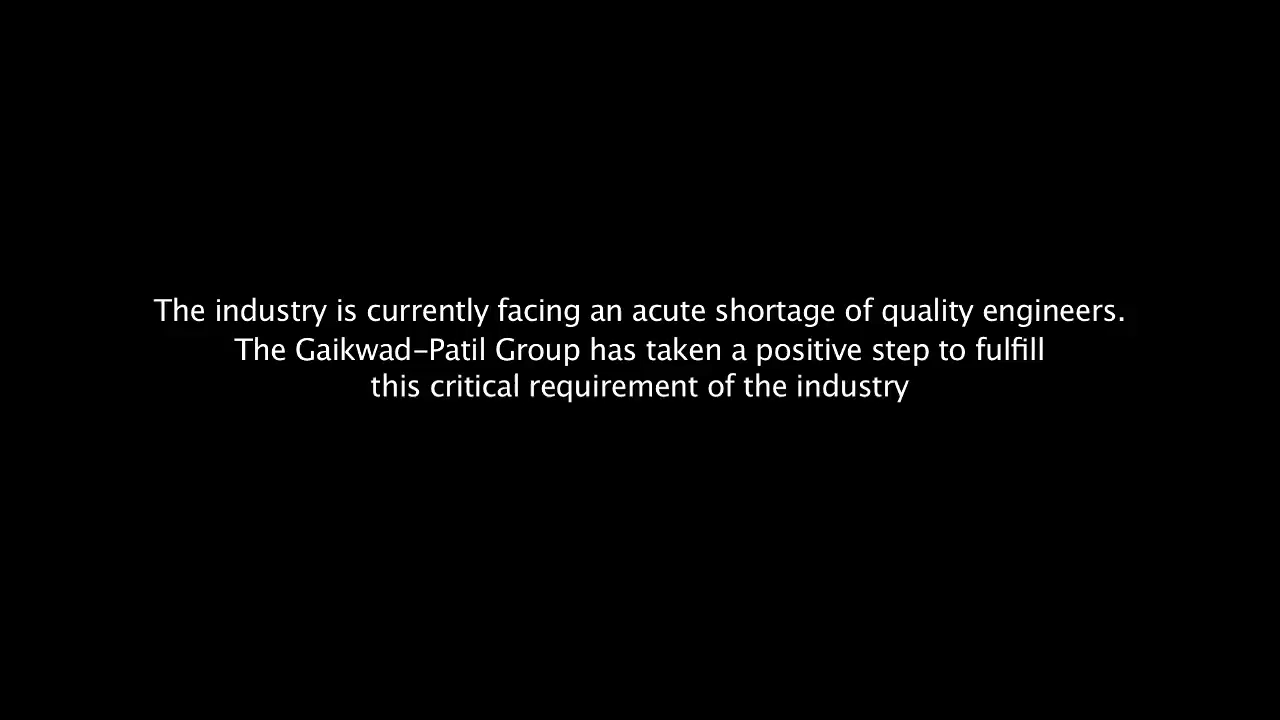 The industry is currently facing an acute shortage of quality engineers.
The Gaikwad-Patil Group has taken a positive step to fulfill
this critical requirement of the industry